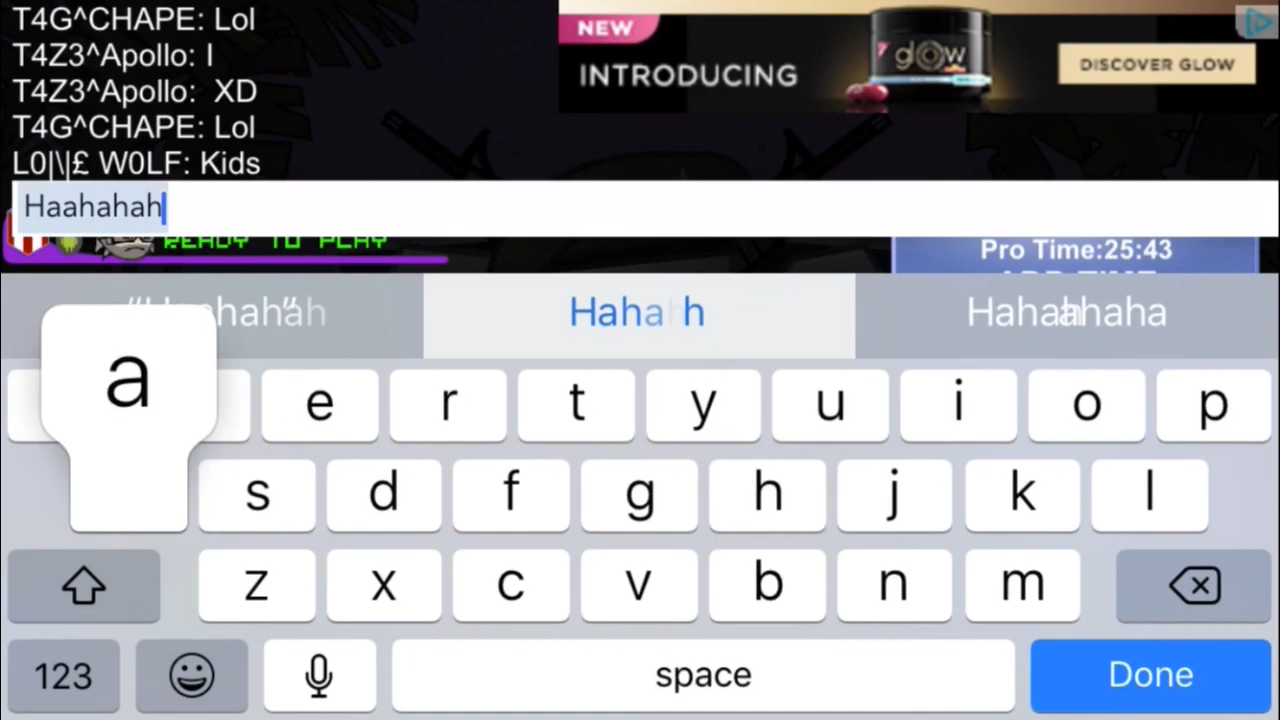 T4G^CHAPE: Lol
T4Z3^Apollo: I
T4Z3^Apollo:  XD
T4G^CHAPE: Lol
L0|\|£ W0LF: Kids
NEW
INTRODUCING
glow
DISCOVER GLOW
Haahahah
READY TO PLAY
Pro Time:25:43
a
e r t y u i o p
s d f g h j k l
z x c v b n m
123
space
Done